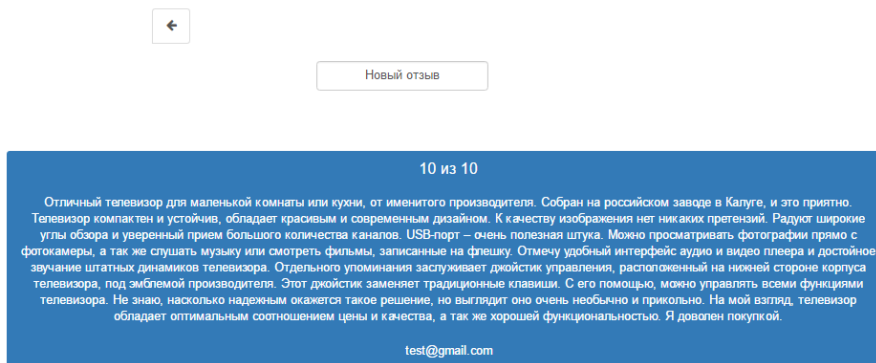 Новый отзыв
10 из 10
Отличный телевизор для маленькой комнаты или кухни, от именитого производителя. Собран на российском заводе в Калуге, и это приятно.
Телевизор компактен и устойчив, обладает красивым и современным дизайном. К качеству изображения нет никаких претензий. Радуют широкие
углы обзора и уверенный прием большого количества каналов. USB-порт – очень полезная штука. Можно просматривать фотографии прямо с
фотокамеры, а так же слушать музыку или смотреть фильмы, записанные на флешку. Отмечу удобный интерфейс аудио и видео плеера и достойное
звучание штатных динамиков телевизора. Отдельного упоминания заслуживает джойстик управления, расположенный на нижней стороне корпуса
телевизора, под эмблемой производителя. Этот джойстик заменяет традиционные клавиши. С его помощью, можно управлять всеми функциями
телевизора. Не знаю, насколько надежным окажется такое решение, но выглядит оно очень необычно и прикольно. На мой взгляд, телевизор
обладает оптимальным соотношением цены и качества, а так же хорошей функциональностью. Я доволен покупкой.
test@gmail.com